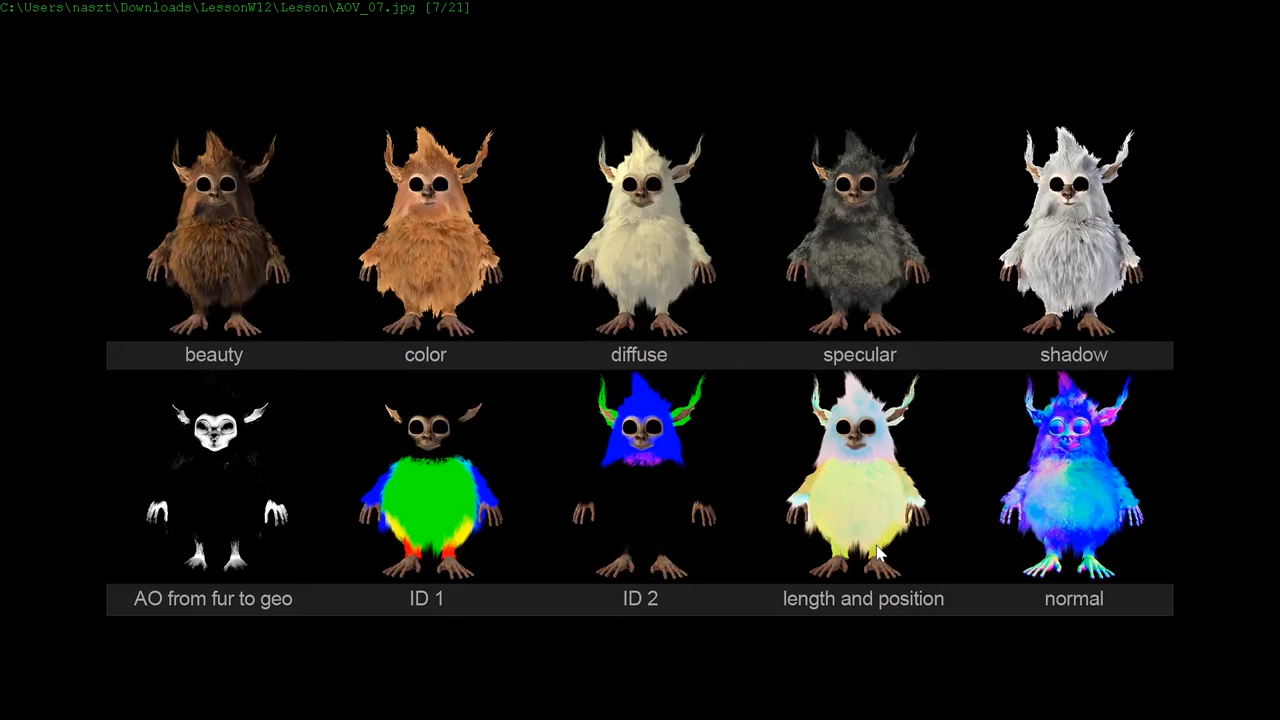 C:\Users\naszt\Downloads\LessonW12\Lesson\AOV_07.jpg [7/21]
beauty
color
diffuse
specular
shadow
AO from fur to geo
ID 1
ID 2
length and position
normal